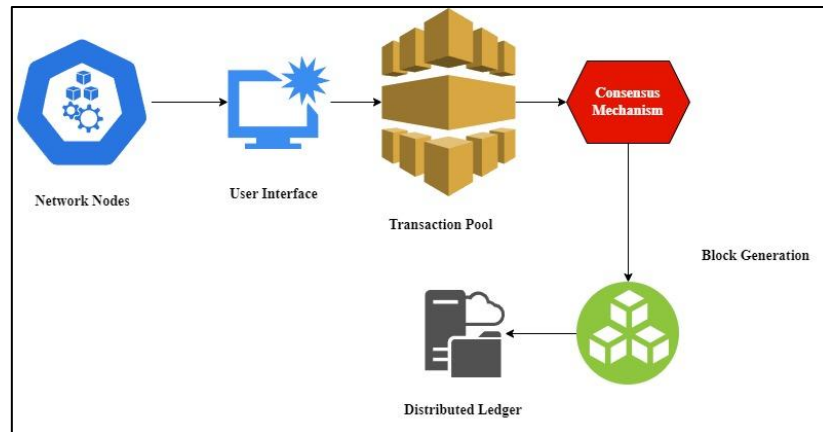 Consensus
Mechanism
Network Nodes
User Interface
Transaction Pool
Block Generation
Distributed Ledger